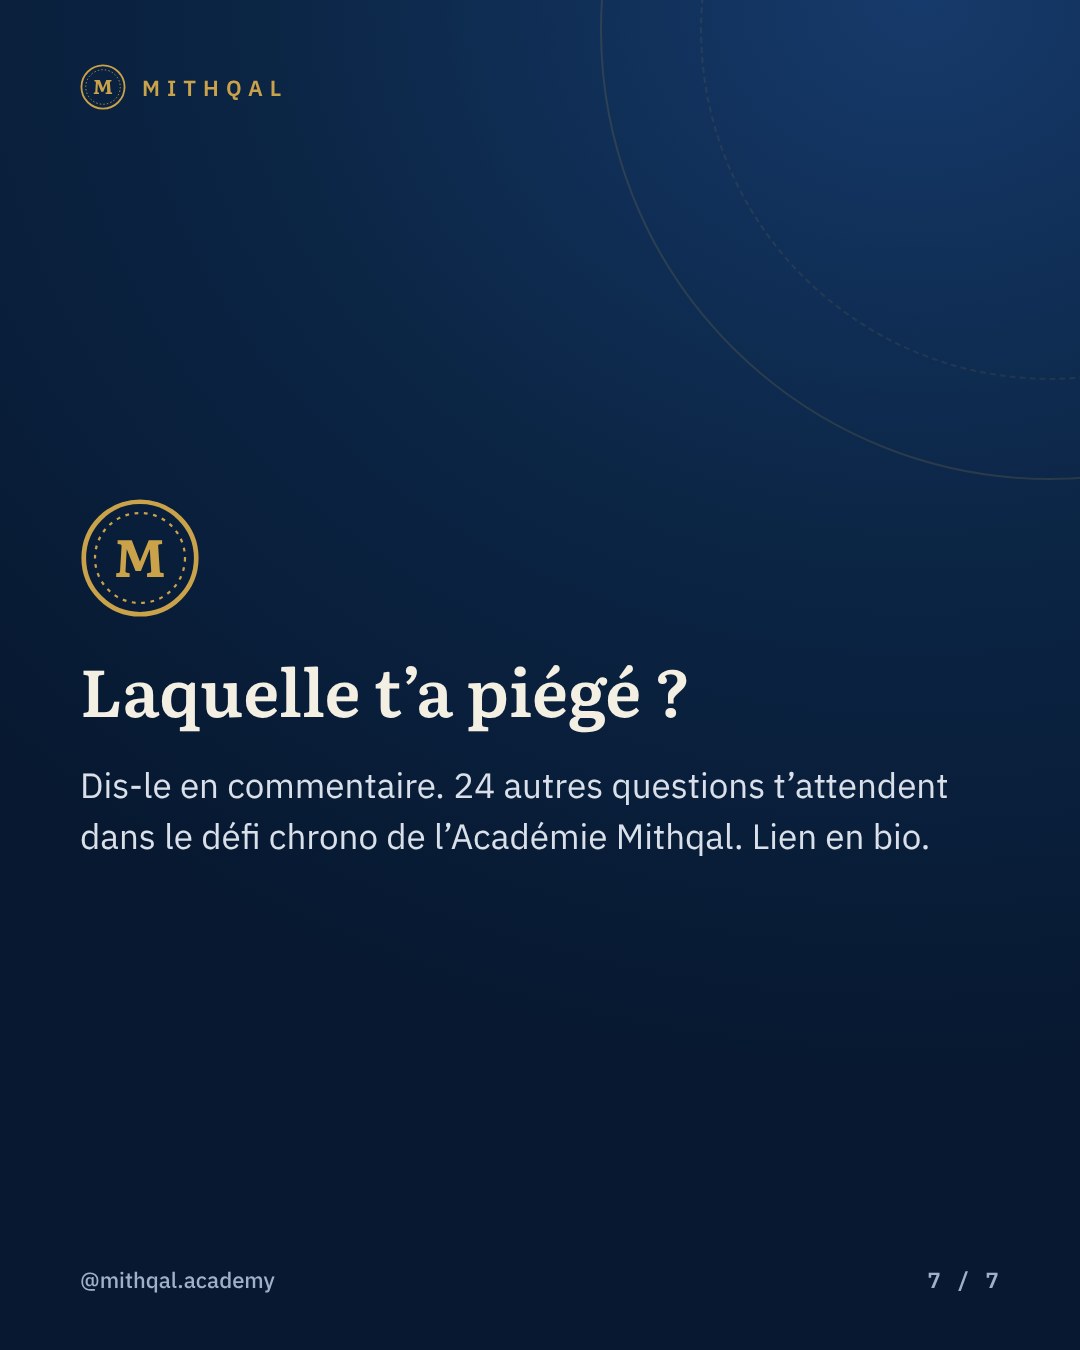 M MITHQAL
M
Laquelle t’a piégé ?
Dis-le en commentaire. 24 autres questions t’attendent
dans le défi chrono de l’Académie Mithqal. Lien en bio.
@mithqal.academy
7 / 7